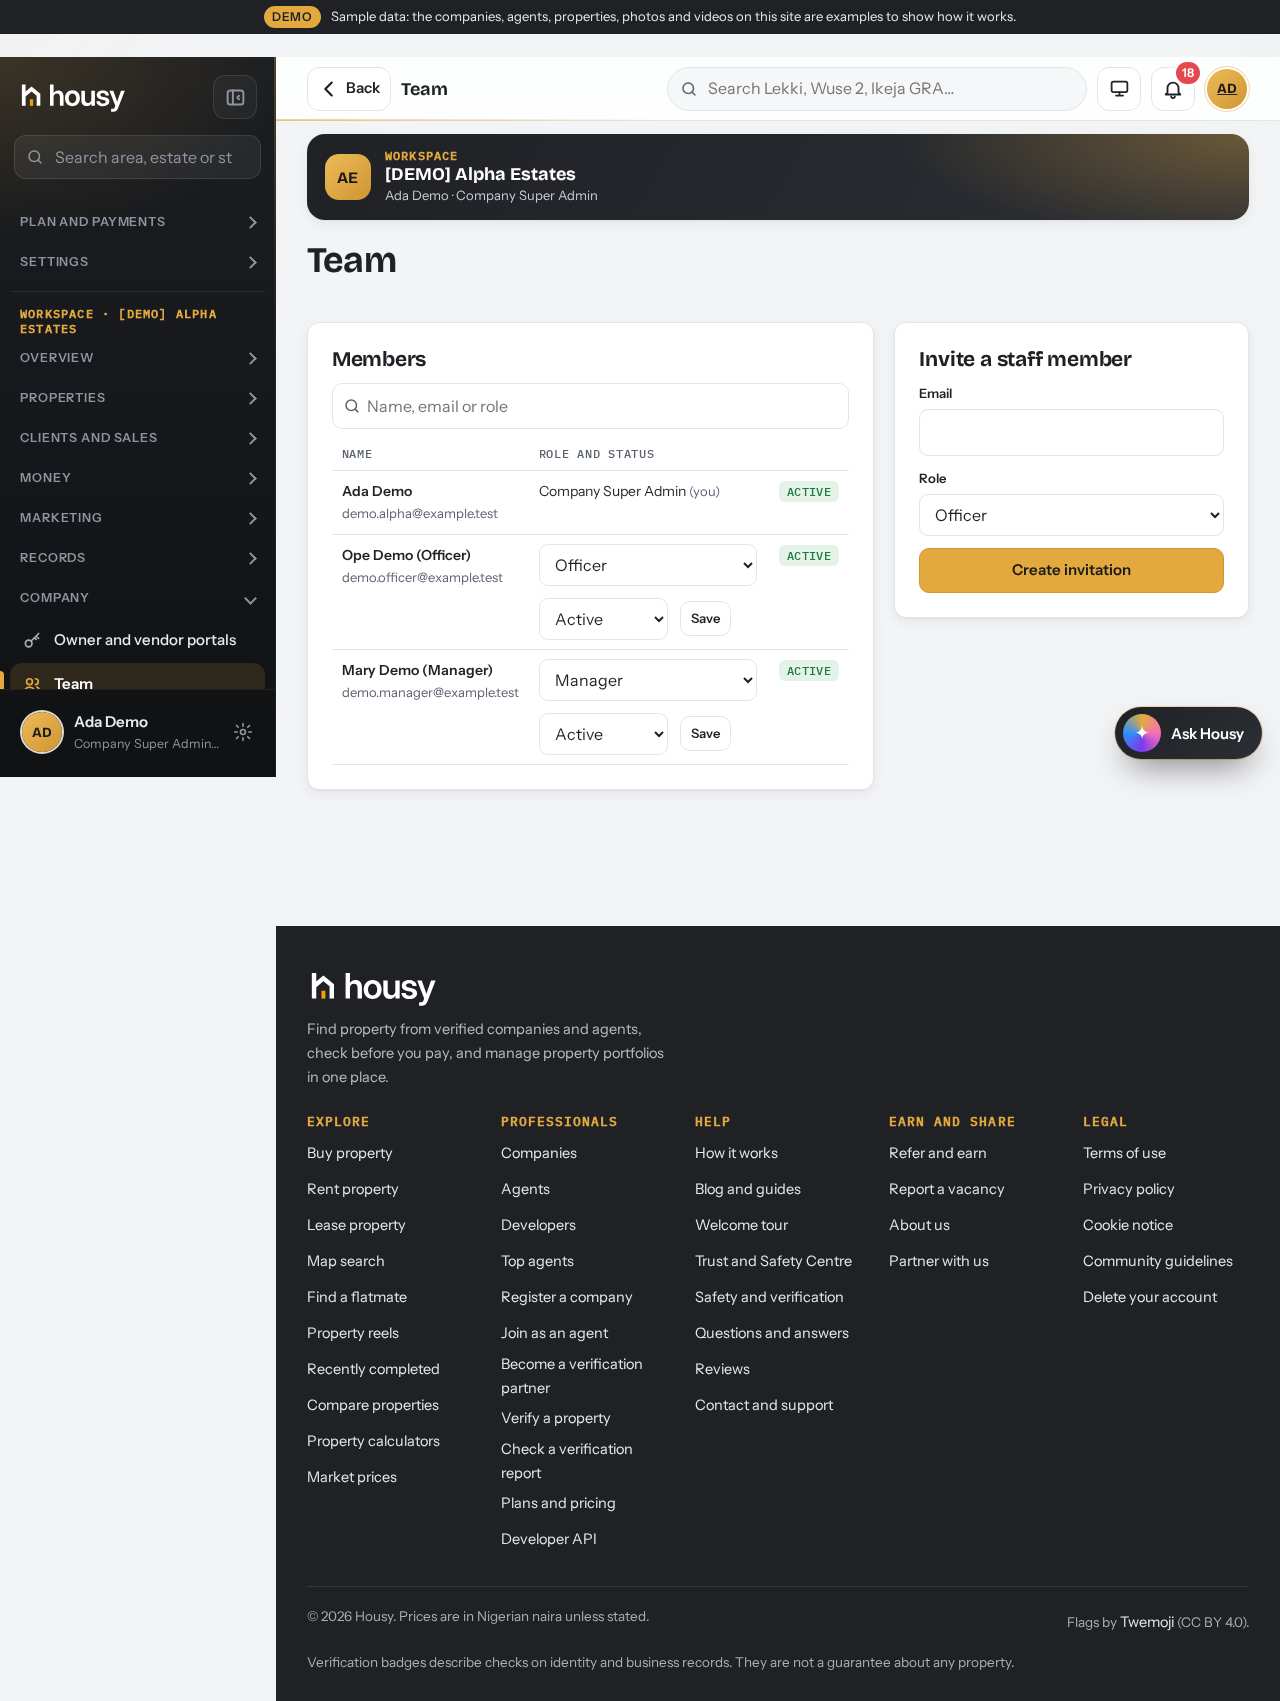 DEMO Sample data: the companies, agents, properties, photos and videos on this site are examples to show how it works.
housy
Search area, estate or st
PLAN AND PAYMENTS
SETTINGS
WORKSPACE · [DEMO] ALPHA
ESTATES
OVERVIEW
PROPERTIES
CLIENTS AND SALES
MONEY
MARKETING
RECORDS
COMPANY
Owner and vendor portals
Team
AD
Ada Demo
Company Super Admin...
Back
Team
Search Lekki, Wuse 2, Ikeja GRA...
18
AD
AE
WORKSPACE
[DEMO] Alpha Estates
Ada Demo · Company Super Admin
Team
Members
Name, email or role
NAME ROLE AND STATUS
Ada Demo Company Super Admin (you) ACTIVE
demo.alpha@example.test
Ope Demo (Officer) Officer ACTIVE
demo.officer@example.test
Active Save
Mary Demo (Manager) Manager ACTIVE
demo.manager@example.test
Active Save
Invite a staff member
Email
Role
Officer
Create invitation
Ask Housy
housy
Find property from verified companies and agents,
check before you pay, and manage property portfolios
in one place.
EXPLORE
Buy property
Rent property
Lease property
Map search
Find a flatmate
Property reels
Recently completed
Compare properties
Property calculators
Market prices
PROFESSIONALS
Companies
Agents
Developers
Top agents
Register a company
Join as an agent
Become a verification
partner
Verify a property
Check a verification
report
Plans and pricing
Developer API
HELP
How it works
Blog and guides
Welcome tour
Trust and Safety Centre
Safety and verification
Questions and answers
Reviews
Contact and support
EARN AND SHARE
Refer and earn
Report a vacancy
About us
Partner with us
LEGAL
Terms of use
Privacy policy
Cookie notice
Community guidelines
Delete your account
© 2026 Housy. Prices are in Nigerian naira unless stated.
Flags by Twemoji (CC BY 4.0).
Verification badges describe checks on identity and business records. They are not a guarantee about any property.